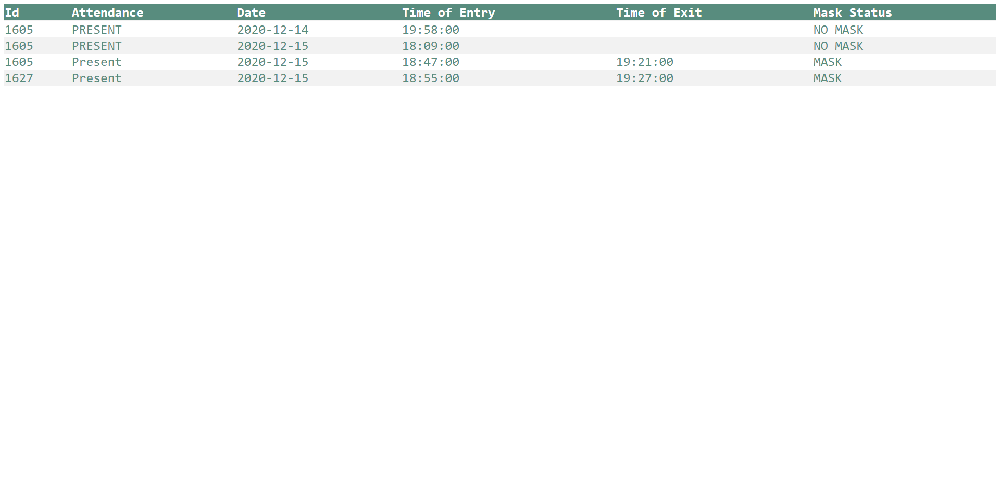 Id Attendance Date Time of Entry Time of Exit Mask Status
1605 PRESENT 2020-12-14 19:58:00 NO MASK
1605 PRESENT 2020-12-15 18:09:00 NO MASK
1605 Present 2020-12-15 18:47:00 19:21:00 MASK
1627 Present 2020-12-15 18:55:00 19:27:00 MASK